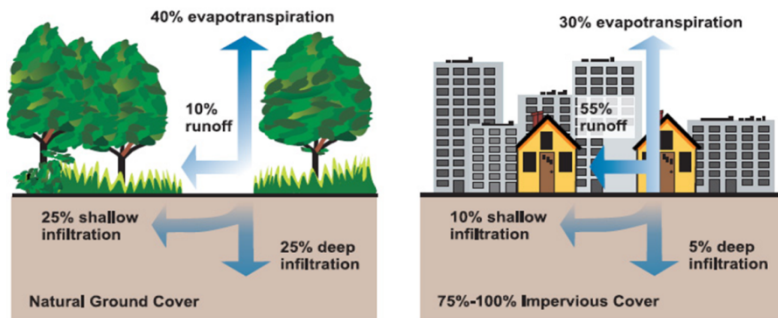 40% evapotranspiration
10%
runoff
25% shallow
infiltration
25% deep
infiltration
Natural Ground Cover
30% evapotranspiration
55%
runoff
10% shallow
infiltration
5% deep
infiltration
75%-100% Impervious Cover